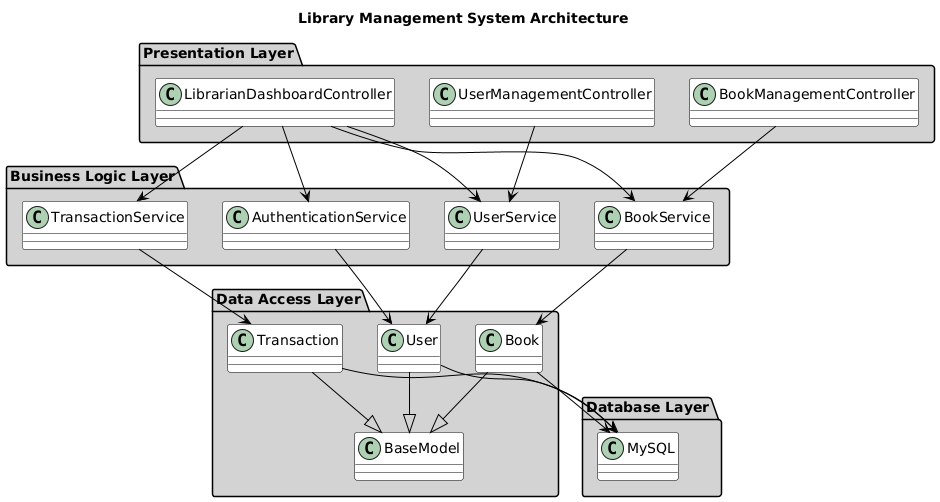 Library Management System Architecture
Presentation Layer
C LibrarianDashboardController
C UserManagementController
C BookManagementController
Business Logic Layer
C TransactionService
C AuthenticationService
C UserService
C BookService
Data Access Layer
C Transaction
C User
C Book
Database Layer
C BaseModel
C MySQL